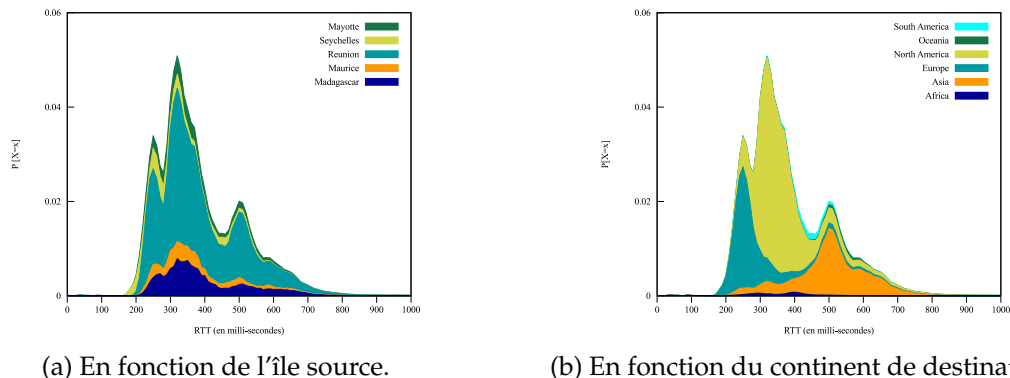 0.06
0.04
0.02
0
P [X=x]
Mayotte
Seychelles
Reunion
Maurice
Madagascar
0 100 200 300 400 500 600 700 800 900 1000
RTT (en milli-secondes)
(a) En fonction de l'île source.
0.06
0.04
0.02
0
P[X=x]
South America
Oceania
North America
Europe
Asia
Africa
0 100 200 300 400 500 600 700 800 900 1000
RTT (en milli-secondes)
(b) En fonction du continent de destina